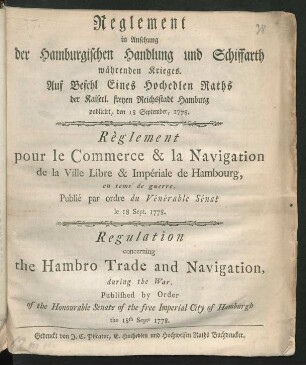 Reglement
in Ansehung
der Hamburgischen Handlung und Schiffarth
währenden Krieges.
Auf Befehl Eines Hochedlen Raths
der Kaiserl. freyen Reichsstadt Hamburg
publicirt, den 18 September, 1778.
Règlement
pour le Commerce & la Navigation
de la Ville Libre & Impériale de Hambourg,
en tems de guerre.
Publié par ordre du Vénérable Sénat
le 18 Sept. 1778.
Regulation
concerning
the Hambro Trade and Navigation,
during the War.
Published by Order
of the Honourable Senate of the free Imperial City of Hamburgh
the 18th Septr 1778.
Gedruckt von J. C. Piscator, E. Hochedlen und Hochweisen Raths Buchdrucker.